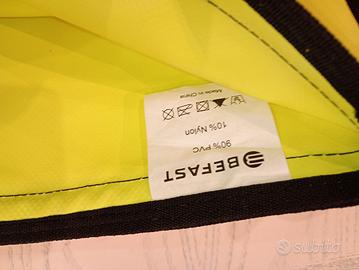 BEFAST
90% PVC
10% Nylon
Made in China
subito